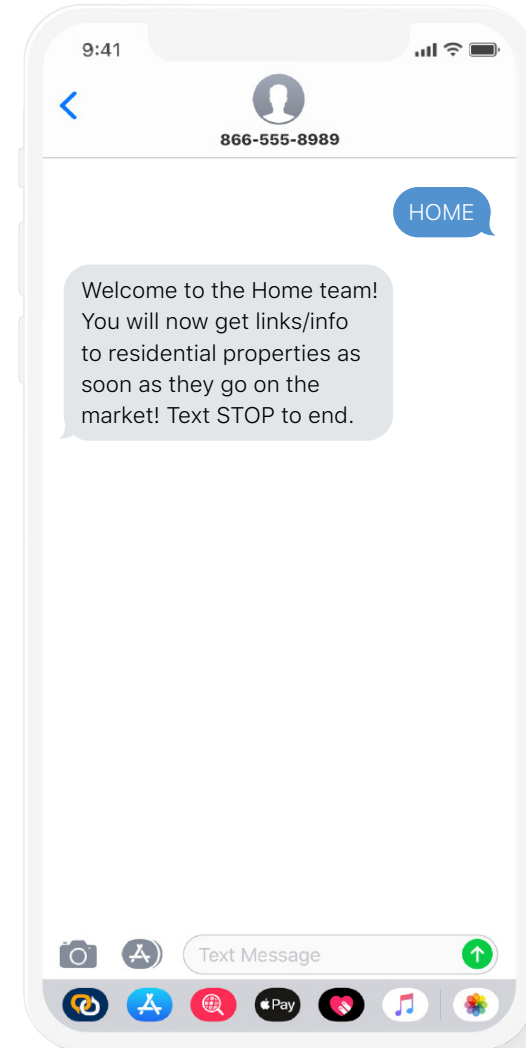 9:41
866-555-8989
HOME
Welcome to the Home team!
You will now get links/info
to residential properties as
soon as they go on the
market! Text STOP to end.
Text Message
Pay